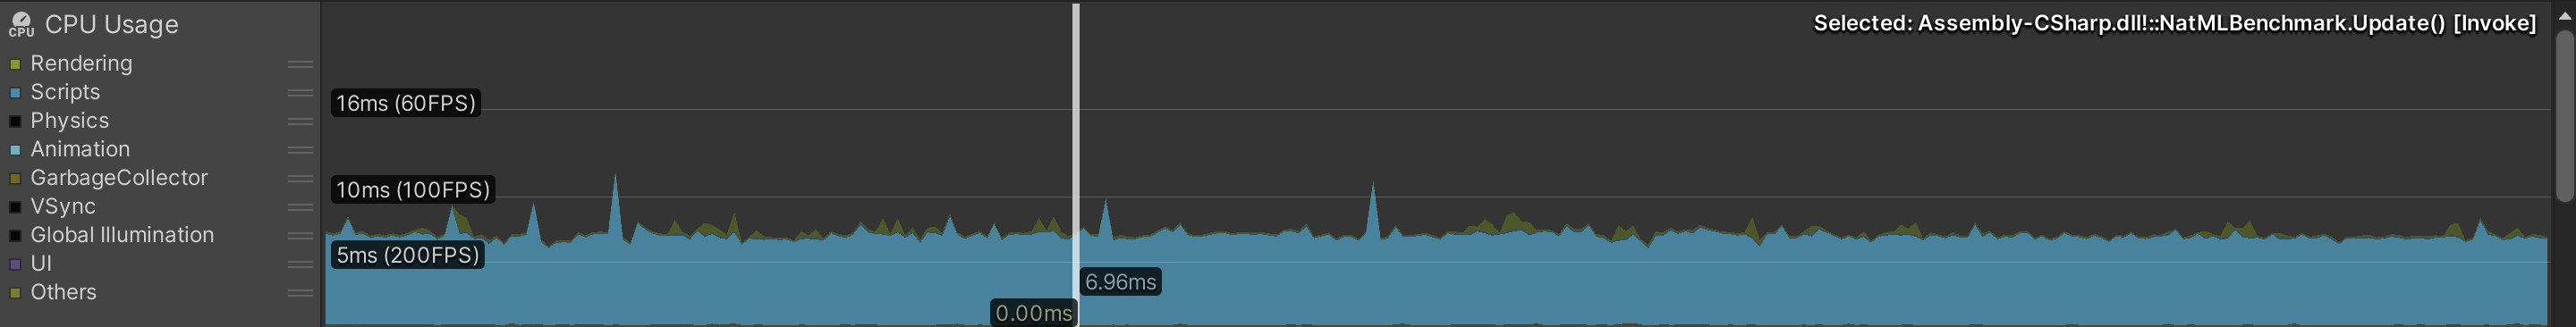 CPU CPU Usage
Selected: Assembly-CSharp.dll!::NatMLBenchmark.Update() [Invoke]
Rendering
Scripts
Physics
Animation
GarbageCollector
VSync
Global Illumination
UI
Others
16ms (60FPS)
10ms (100FPS)
5ms (200FPS)
6.96ms
0.00ms